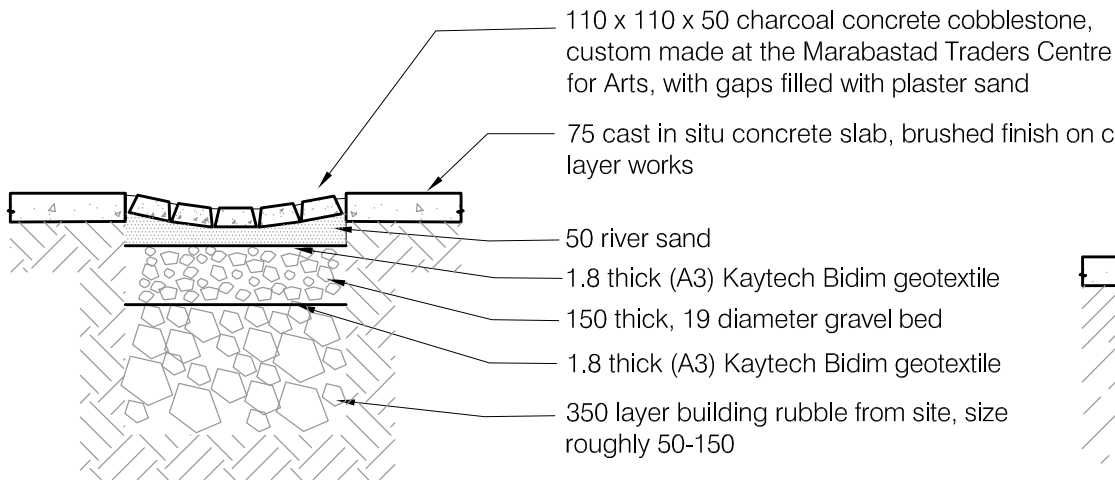 110 x 110 x 50 charcoal concrete cobblestone,
custom made at the Marabastad Traders Centre
for Arts, with gaps filled with plaster sand
75 cast in situ concrete slab, brushed finish on
layer works
50 river sand
1.8 thick (A3) Kaytech Bidim geotextile
150 thick, 19 diameter gravel bed
1.8 thick (A3) Kaytech Bidim geotextile
350 layer building rubble from site, size
roughly 50-150